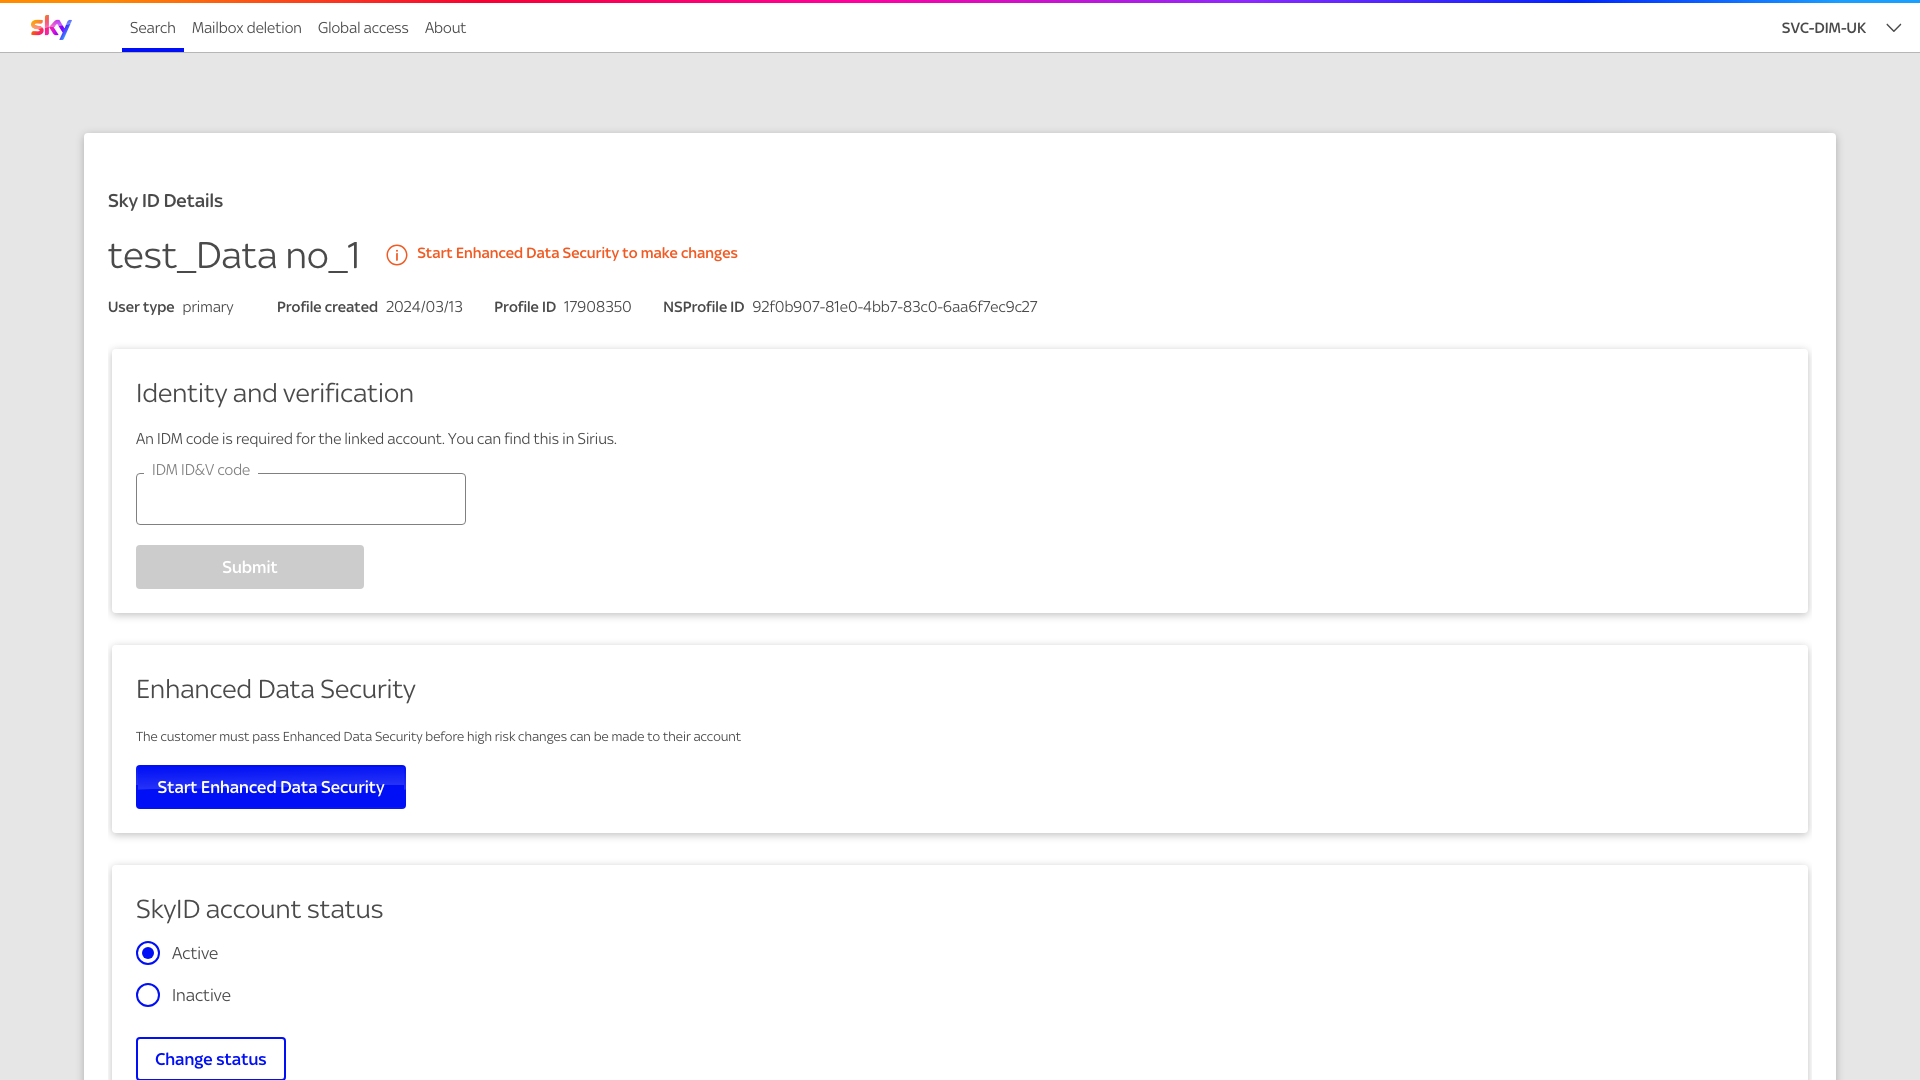 sky
Search Mailbox deletion Global access About
SVC-DIM-UK
Sky ID Details
test_Data no_1
Start Enhanced Data Security to make changes
User type primary Profile created 2024/03/13 Profile ID 17908350 NSProfile ID 92f0b907-81e0-4bb7-83c0-6aa6f7ec9c27
Identity and verification
An IDM code is required for the linked account. You can find this in Sirius.
IDM ID&V code
Submit
Enhanced Data Security
The customer must pass Enhanced Data Security before high risk changes can be made to their account
Start Enhanced Data Security
SkyID account status
Active
Inactive
Change status